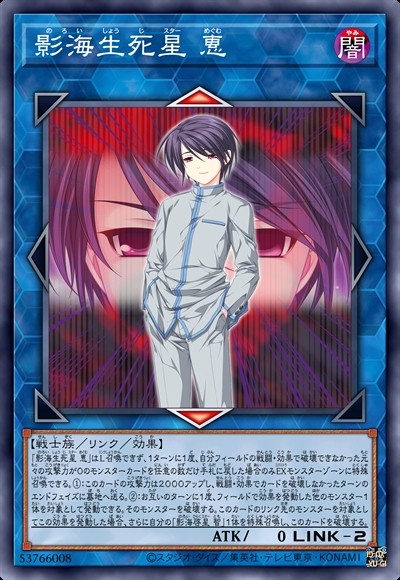 のろいしょうじスター めぐむ
影海生死星 恵
やみ
闇
【戦士族／リンク／効果】
「影海生死星 恵」はＬ召喚できず、1ターンに1度、自分フィールドの戦闘・効果で破壊できなかった元
々の攻撃力が0のモンスターカードを任意の数だけ手札に戻した場合のみEXモンスターゾーンに特殊
召喚できる。①:このカードの攻撃力は2000アップし、戦闘・効果でカードを破壊しなかったターンの
エンドフェイズに墓地へ送る。②:お互いのターンに1度、フィールドで効果を発動した他のモンスター1
体を対象として発動できる。そのモンスターを破壊する。このカードのリンク先のモンスターを対象とし
てこの効果を発動した場合、さらに自分の「影海星 智」1体を特殊召喚し、このカードを破壊する。
ATK/ 0 LINK-2
53766008
©スタジオ・ダイス／集英社・テレビ東京・KONAMI